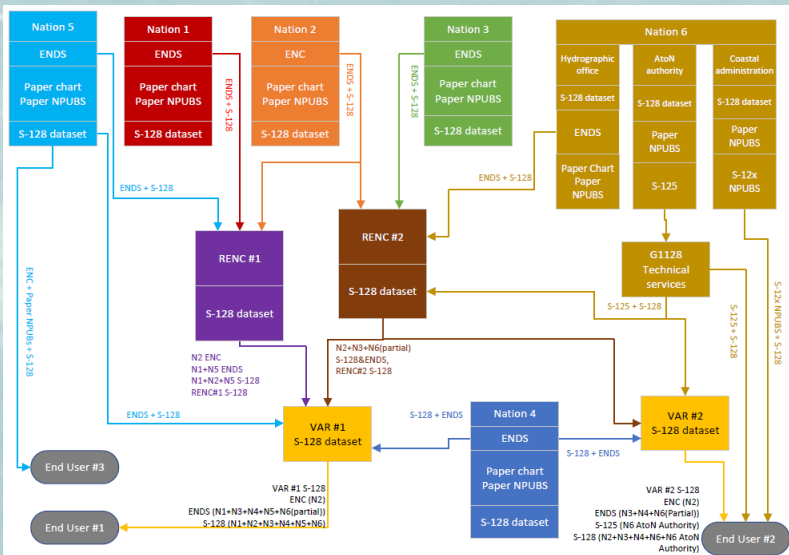 Nation 5
ENDS
Paper chart
Paper NPUBS
S-128 dataset
Nation 1
ENDS
Paper chart
Paper NPUBS
S-128 dataset
Nation 2
ENC
Paper chart
Paper NPUBS
S-128 dataset
Nation 3
ENDS
Paper chart
Paper NPUBS
S-128 dataset
Nation 6
Hydrographic
office
S-128 dataset
ENDS
Paper Chart
Paper
NPUBS
AtoN
authority
S-128 dataset
Paper
NPUBS
S-125
Coastal
administration
S-128 dataset
Paper
NPUBS
S-12x
NPUBS
ENDS + S-128
ENDS + S-128
ENDS + S-128
ENDS + S-128
ENDS + S-128
RENC #1
S-128 dataset
RENC #2
S-128 dataset
G1128
Technical
services
ENC + Paper NPUBs + S-128
S-125 + S-128
S-125 + S-128
S-12x NPUBS + S-128
N2 ENC
N1+N5 ENDS
N1+N2+N5 S-128
RENC#1 S-128
N2+N3+N6(partial)
S-128&ENDS,
RENC#2 S-128
ENDS + S-128
VAR #1
S-128 dataset
S-128 + ENDS
Nation 4
ENDS
Paper chart
Paper NPUBS
S-128 dataset
S-128 + ENDS
VAR #2
S-128 dataset
End User #3
End User #1
VAR #1 S-128
ENC (N2)
ENDS (N1+N3+N4+N5+N6(partial))
S-128 (N1+N2+N3+N4+N5+N6)
VAR #2 S-128
ENC (N2)
ENDS (N3+N4+N6(Partial))
S-125 (N6 AtoN Authority)
S-128 (N2+N3+N4+N6+N6 AtoN
Authority)
End User #2